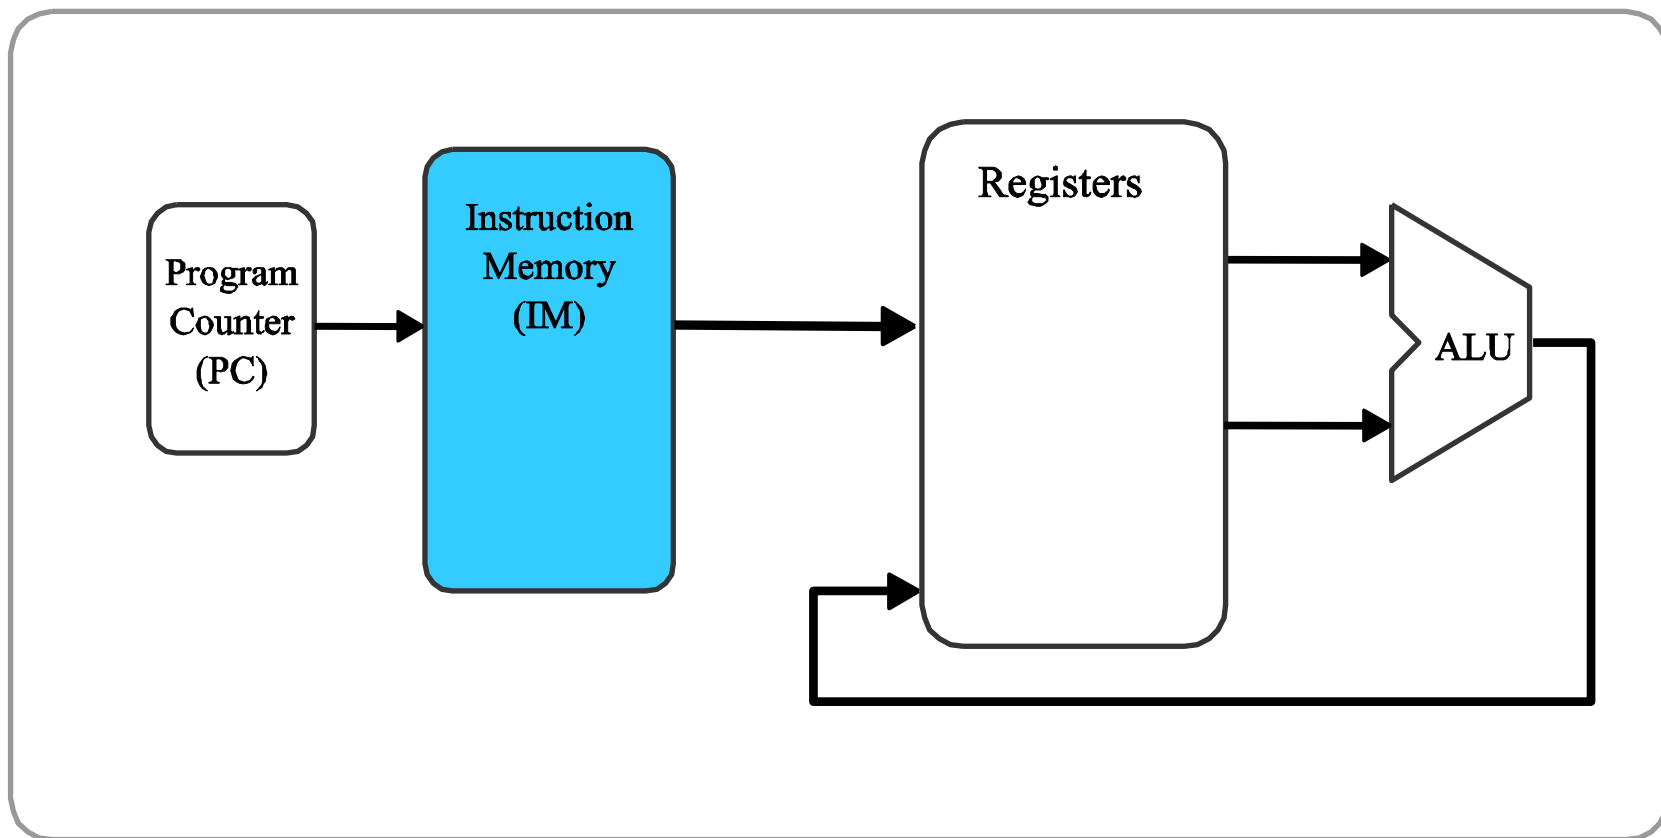 Program
Counter
(PC)
Instruction
Memory
(IM)
Registers
ALU